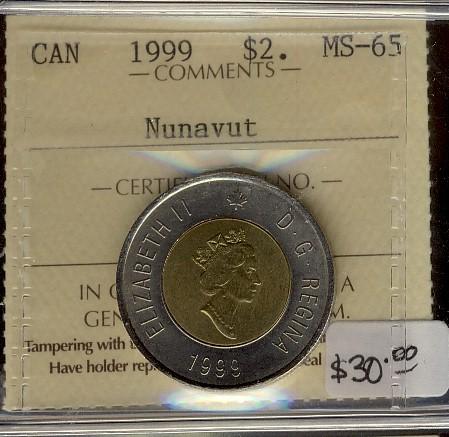 CAN 1999 $2. MS-65
— COMMENTS —
Nunavut
— CERTI NO. —
ELIZABETH II D·G·REGINA
1999
IN A
GEN M.
Tampering with
Have holder rep eal
$30.00